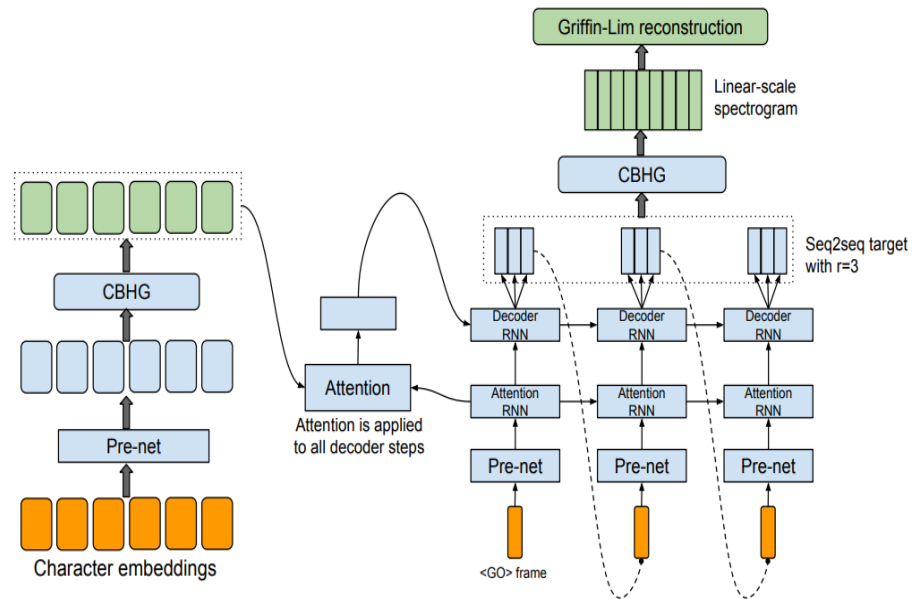 Griffin-Lim reconstruction
Linear-scale
spectrogram
CBHG
Seq2seq target
with r=3
CBHG
Decoder
RNN
Decoder
RNN
Decoder
RNN
Attention
Attention is applied
to all decoder steps
Attention
RNN
Attention
RNN
Attention
RNN
Pre-net
Pre-net
Pre-net
Pre-net
<GO> frame
Character embeddings